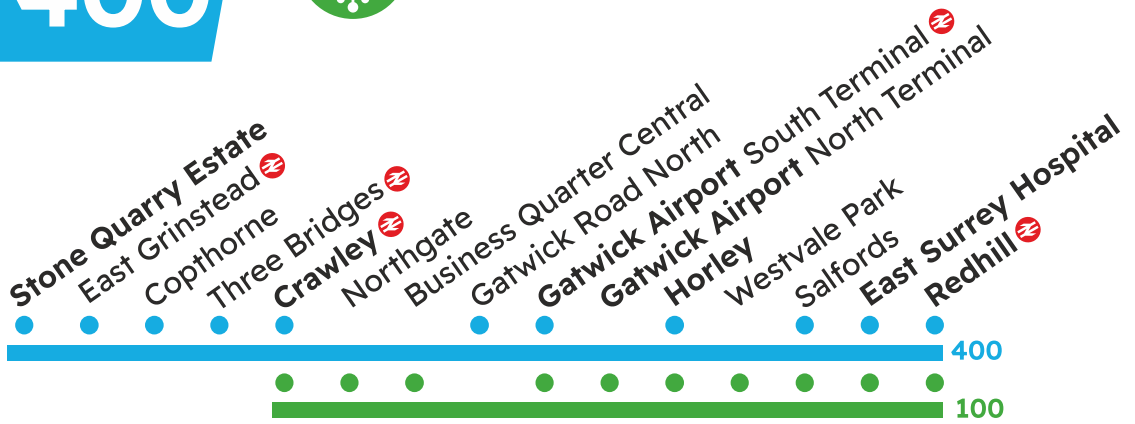 400
Stone Quarry Estate
East Grinstead
Copthorne
Three Bridges
Crawley
Northgate
Business Quarter Central
Gatwick Road North
Gatwick Airport South Terminal
Gatwick Airport North Terminal
Horley
Westvale Park
Salfords
East Surrey Hospital
Redhill
400
100